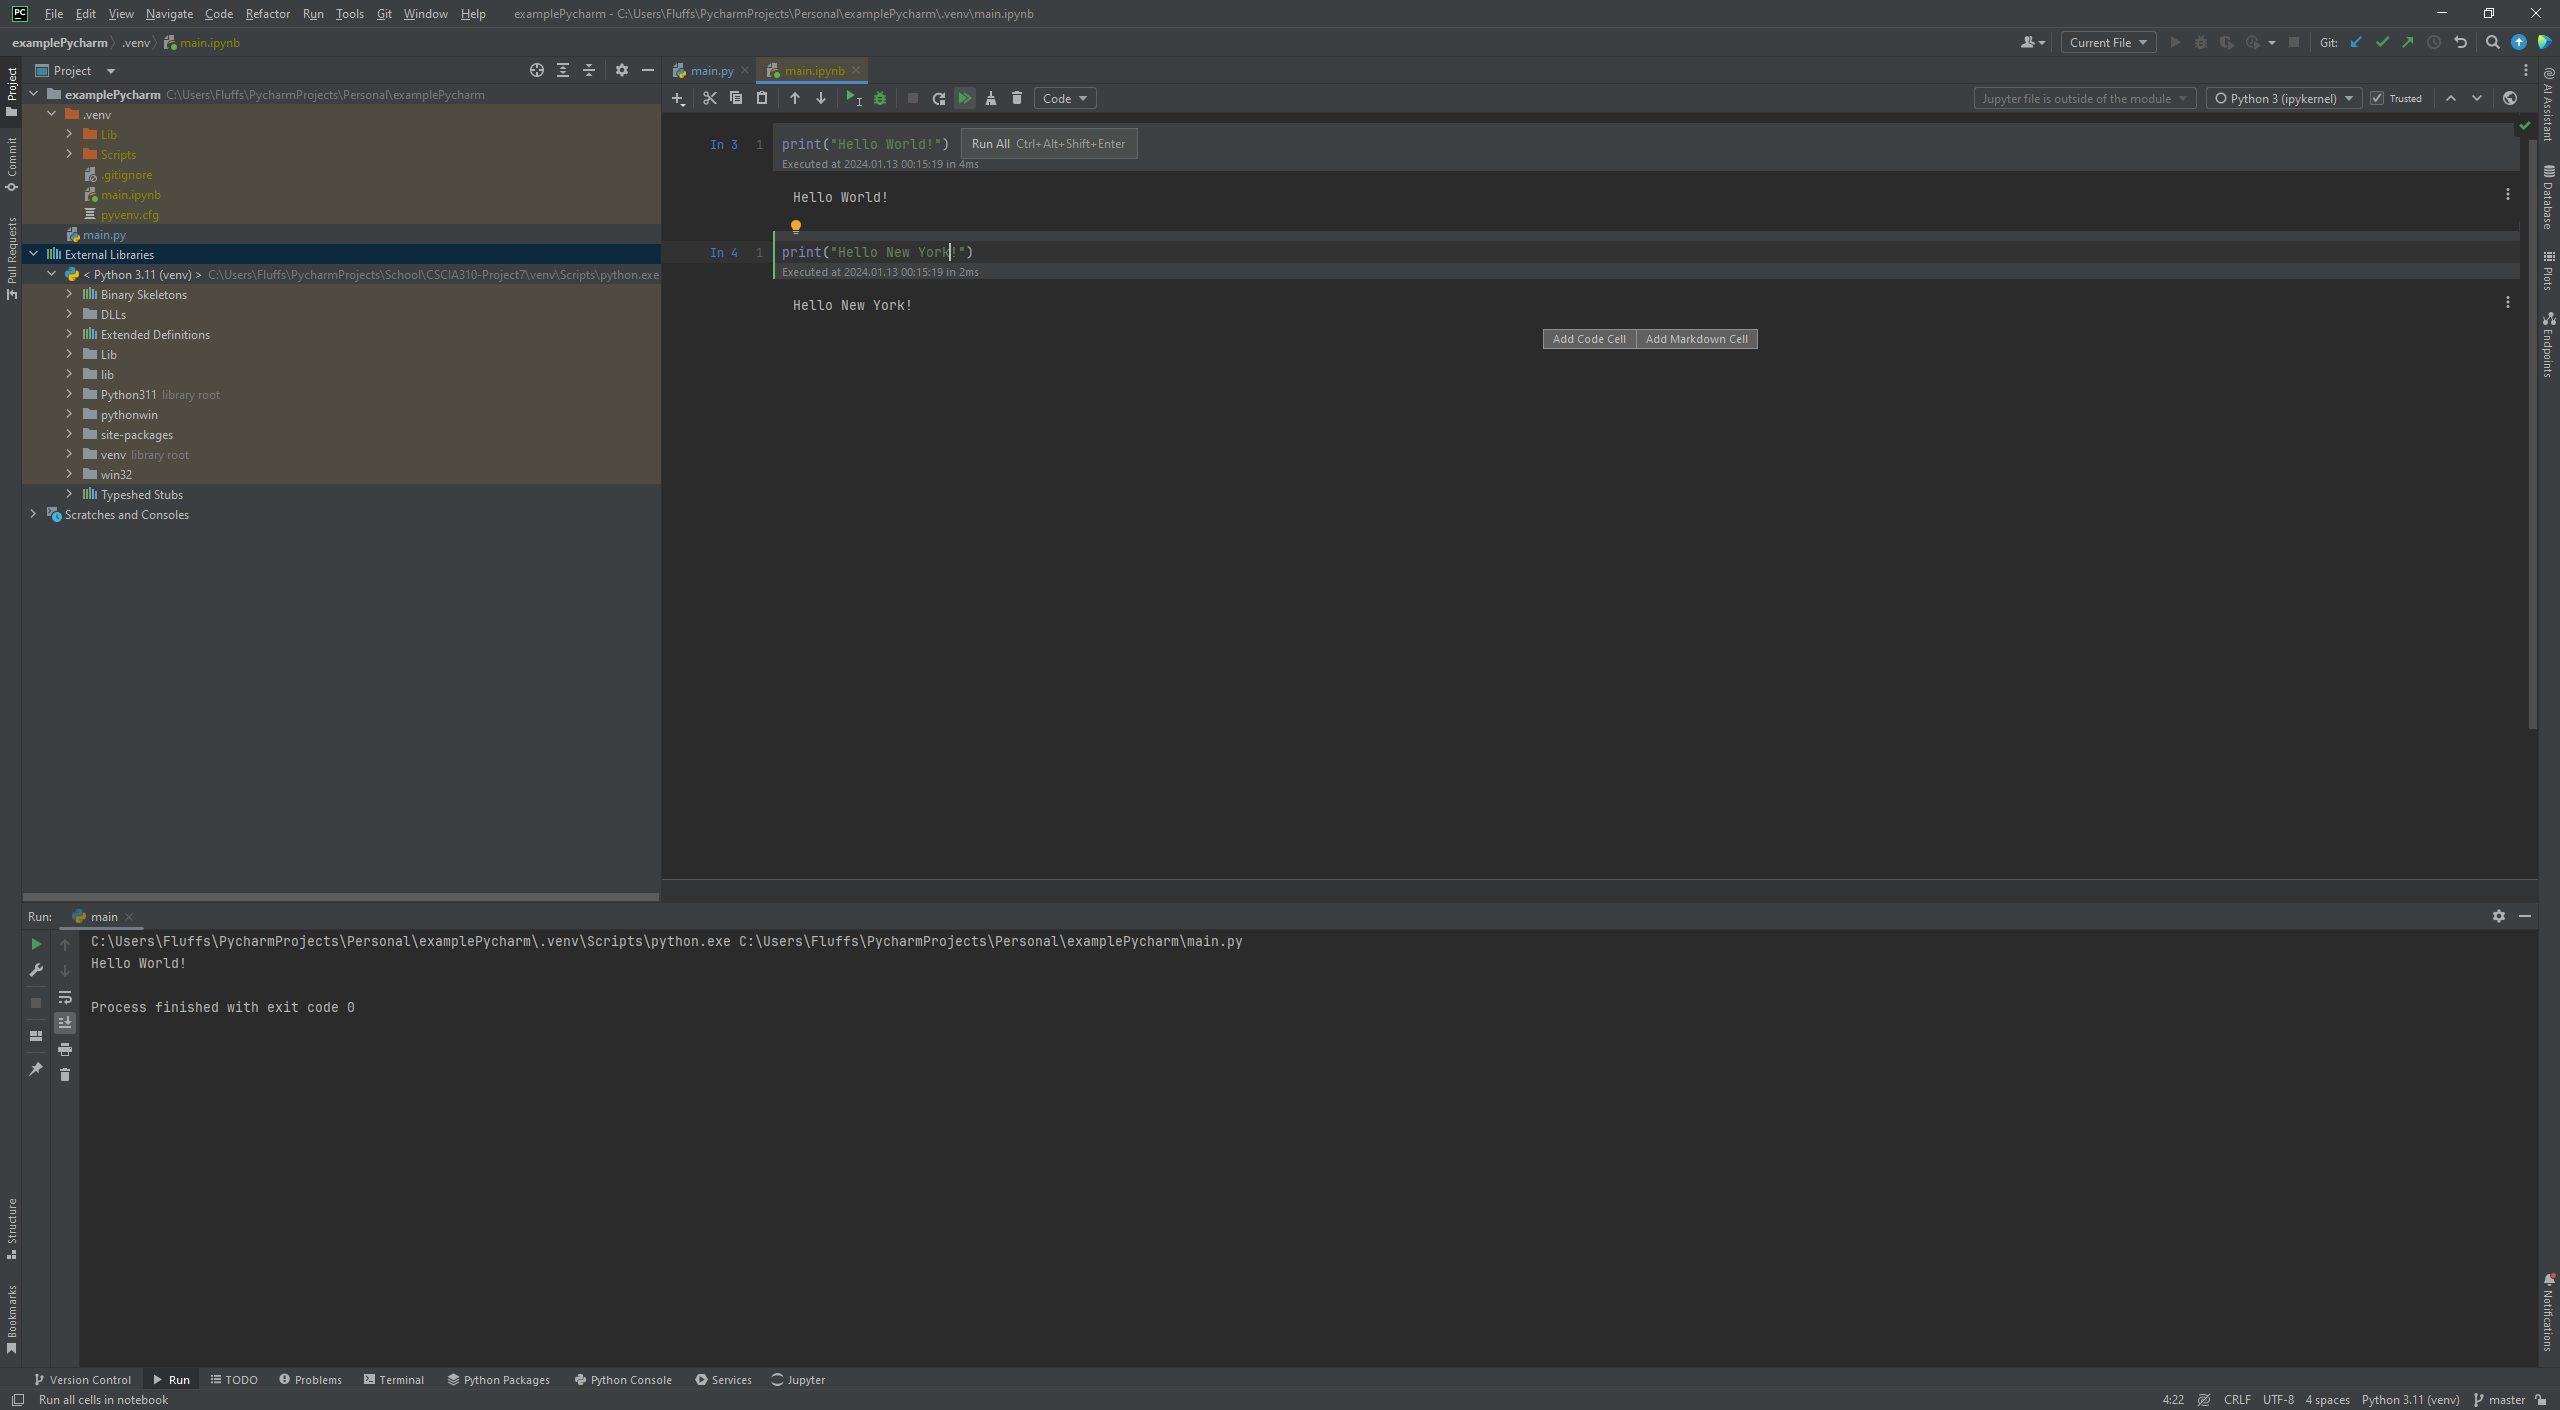 PC File Edit View Navigate Code Refactor Run Tools Git Window Help examplePycharm - C:\Users\Fluffs\PycharmProjects\Personal\examplePycharm\.venv\main.ipynb
examplePycharm .venv main.ipynb Current File Git:
Project main.py main.ipynb
Code Jupyter file is outside of the module Python 3 (ipykernel) Trusted
Project
Commit
Pull Requests
Structure
Bookmarks
examplePycharm C:\Users\Fluffs\PycharmProjects\Personal\examplePycharm
.venv
Lib
Scripts
.gitignore
main.ipynb
pyvenv.cfg
main.py
External Libraries
< Python 3.11 (venv) > C:\Users\Fluffs\PycharmProjects\School\CSCIA310-Project7\venv\Scripts\python.exe
Binary Skeletons
DLLs
Extended Definitions
Lib
lib
Python311 library root
pythonwin
site-packages
venv library root
win32
Typeshed Stubs
Scratches and Consoles
In 3 1 print("Hello World!") Run All Ctrl+Alt+Shift+Enter
Executed at 2024.01.13 00:15:19 in 4ms
Hello World!
In 4 1 print("Hello New York!")
Executed at 2024.01.13 00:15:19 in 2ms
Hello New York!
Add Code Cell Add Markdown Cell
AI Assistant
Database
Plots
Endpoints
Notifications
Run: main
C:\Users\Fluffs\PycharmProjects\Personal\examplePycharm\.venv\Scripts\python.exe C:\Users\Fluffs\PycharmProjects\Personal\examplePycharm\main.py
Hello World!
Process finished with exit code 0
Version Control Run TODO Problems Terminal Python Packages Python Console Services Jupyter
Run all cells in notebook 4:22 CRLF UTF-8 4 spaces Python 3.11 (venv) master